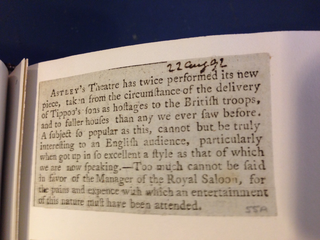 22 Aug 92
ASTLEY's Theatre has twice performed its new
piece, taken from the circumſtance of the delivery
of Tippoo's ſons as hoſtages to the Britiſh troops,
and to fuller houſes than any we ever ſaw before.
A ſubject ſo popular as this, cannot but be truly
intereſting to an Engliſh audience, particularly
when got up in ſo excellent a ſtyle as that of which
we are now ſpeaking.—Too much cannot be ſaid
in favor of the Manager of the Royal Saloon, for
the pains and expence with which an entertainment
of this nature muſt have been attended.